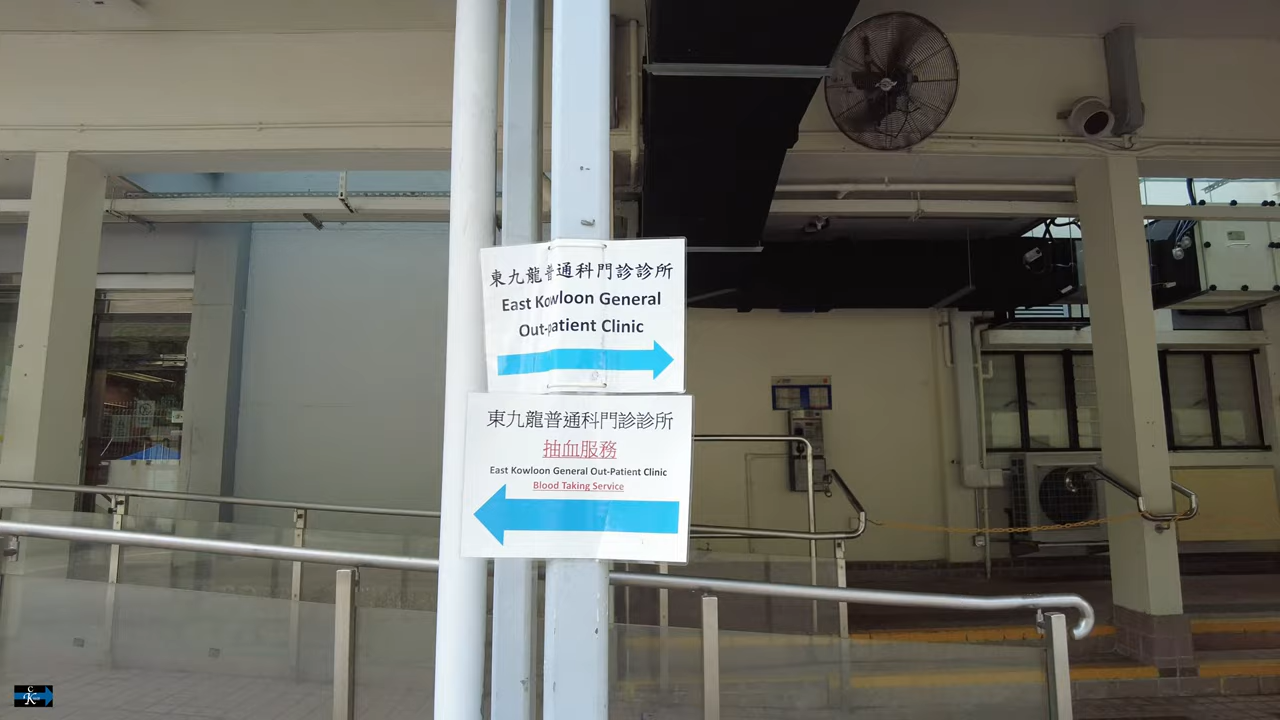 東九龍普通科門診診所
East Kowloon General
Out-patient Clinic
東九龍普通科門診診所
抽血服務
East Kowloon General Out-Patient Clinic
Blood Taking Service